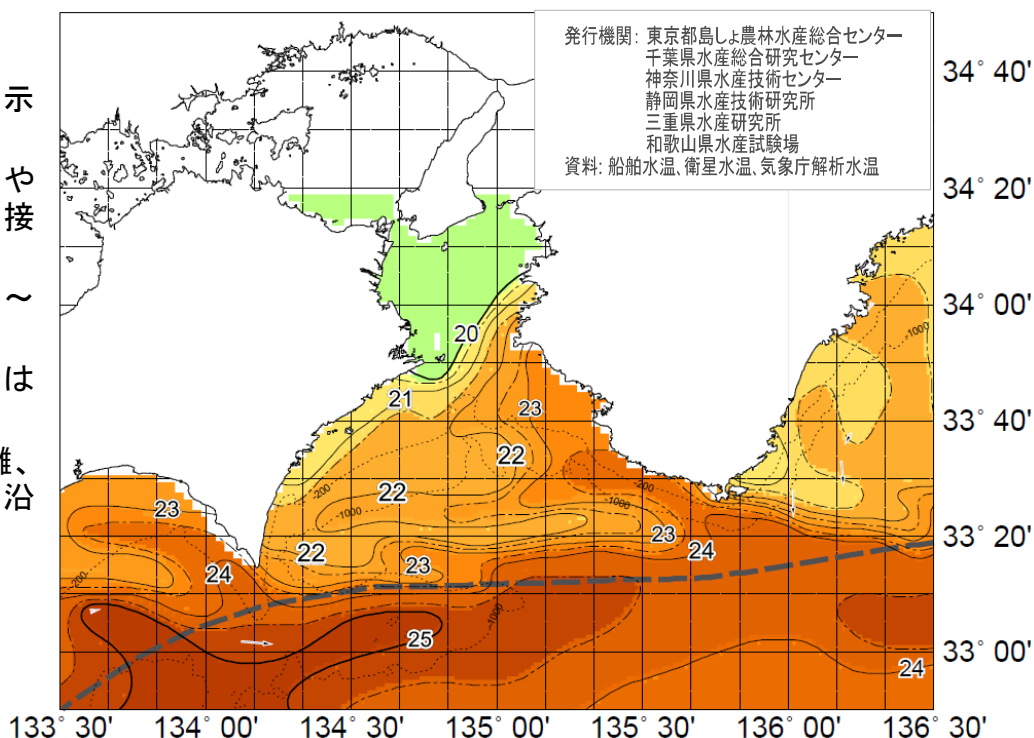 発行機関: 東京都島しょ農林水産総合センター
千葉県水産総合研究センター
神奈川県水産技術センター
静岡県水産技術研究所
三重県水産研究所
和歌山県水産試験場
資料: 船舶水温、衛星水温、気象庁解析水温
示
や
接
~
は
沿
34° 40'
34° 20'
34° 00'
33° 40'
33° 20'
33° 00'
20
21
23
22
22
23
22
23
24
23
24
25
24
-1000
-200
-200
-1000
-1000
-200
-1000
133° 30' 134° 00' 134° 30' 135° 00' 135° 30' 136° 00' 136° 30'